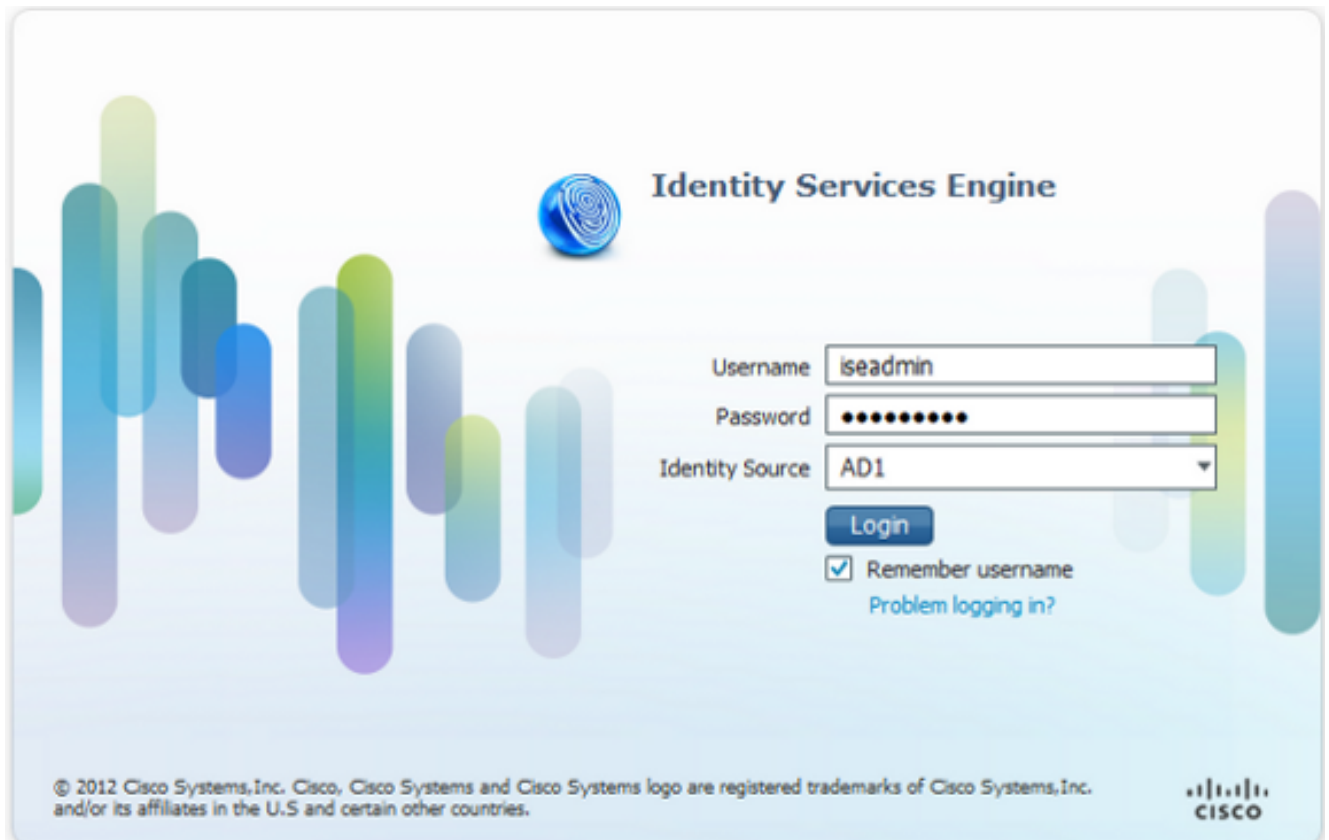 Identity Services Engine
Username iseadmin
Password •••••••••
Identity Source AD1
Login
Remember username
Problem logging in?
© 2012 Cisco Systems,Inc. Cisco, Cisco Systems and Cisco Systems logo are registered trademarks of Cisco Systems,Inc.
and/or its affiliates in the U.S and certain other countries.
CISCO